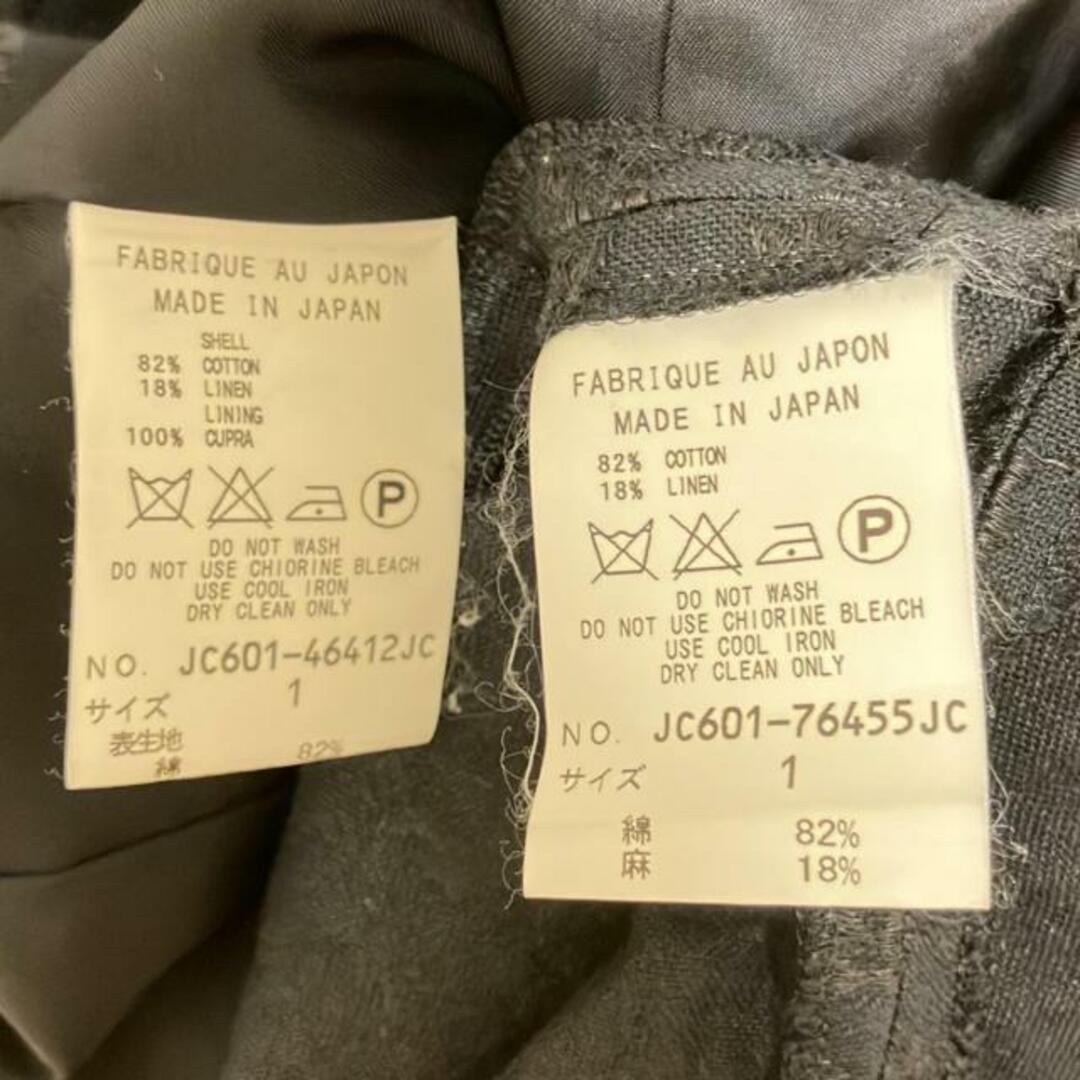 FABRIQUE AU JAPON
MADE IN JAPAN
SHELL
82% COTTON
18% LINEN
LINING
100% CUPRA
P
DO NOT WASH
DO NOT USE CHIORINE BLEACH
USE COOL IRON
DRY CLEAN ONLY
NO. JC601-46412JC
サイズ 1
表生地
綿 82%
FABRIQUE AU JAPON
MADE IN JAPAN
82% COTTON
18% LINEN
P
DO NOT WASH
DO NOT USE CHIORINE BLEACH
USE COOL IRON
DRY CLEAN ONLY
NO. JC601-76455JC
サイズ 1
綿 82%
麻 18%